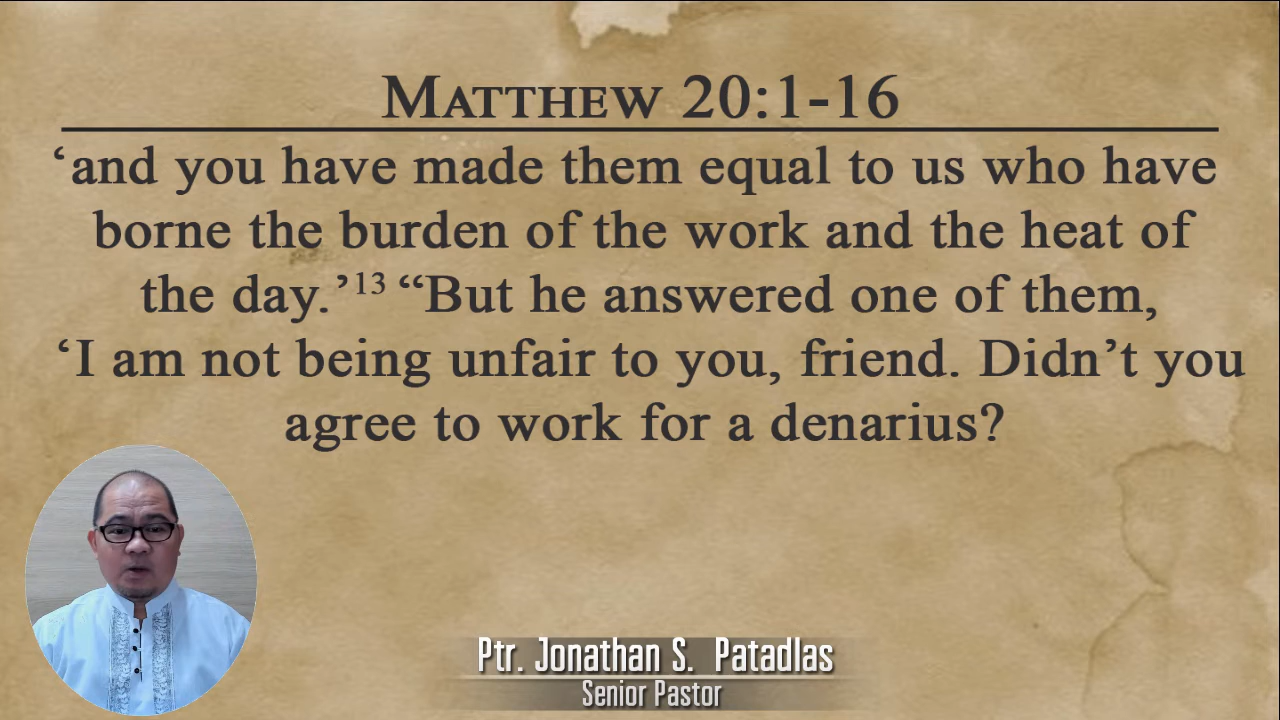 MATTHEW 20:1-16
‘and you have made them equal to us who have
borne the burden of the work and the heat of
the day.’13 “But he answered one of them,
‘I am not being unfair to you, friend. Didn’t you
agree to work for a denarius?
Ptr. Jonathan S. Patadlas
Senior Pastor